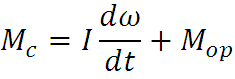 M_c = I dω/dt + M_op